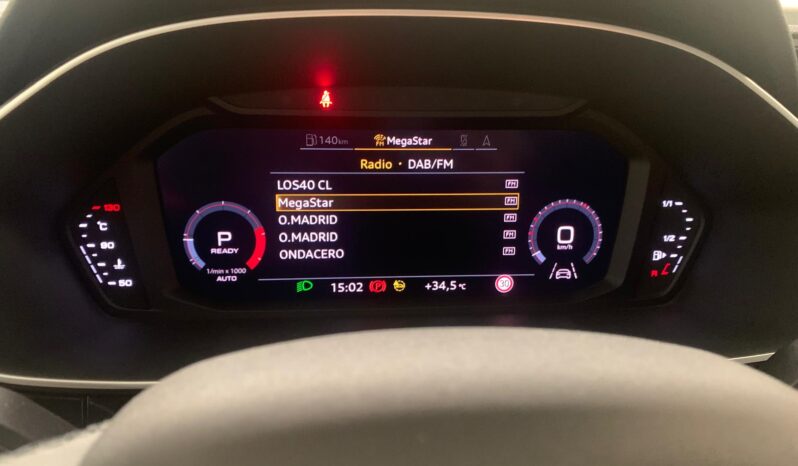 140km MegaStar
Radio · DAB/FM
LOS40 CL FM
MegaStar FM
O.MADRID FM
O.MADRID FM
ONDACERO FM
130
°C
90
50
P
READY
1/min x 1000
AUTO
0
km/h
1/1
1/2
R
15:02 +34,5 °C